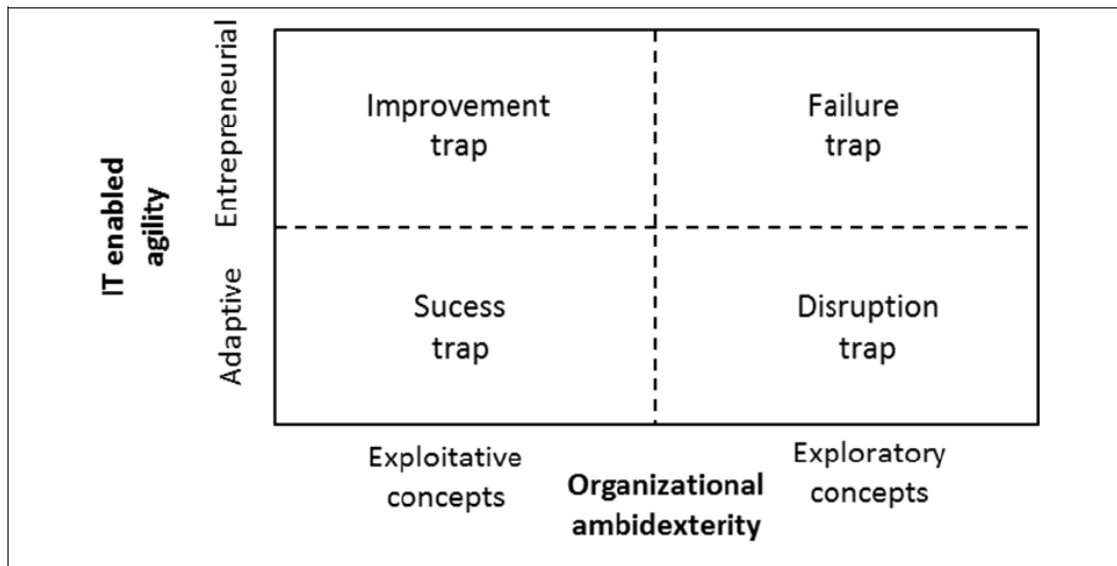 IT enabled
agility
Entrepreneurial
Adaptive
Improvement
trap
Failure
trap
Sucess
trap
Disruption
trap
Exploitative
concepts
Organizational
ambidexterity
Exploratory
concepts